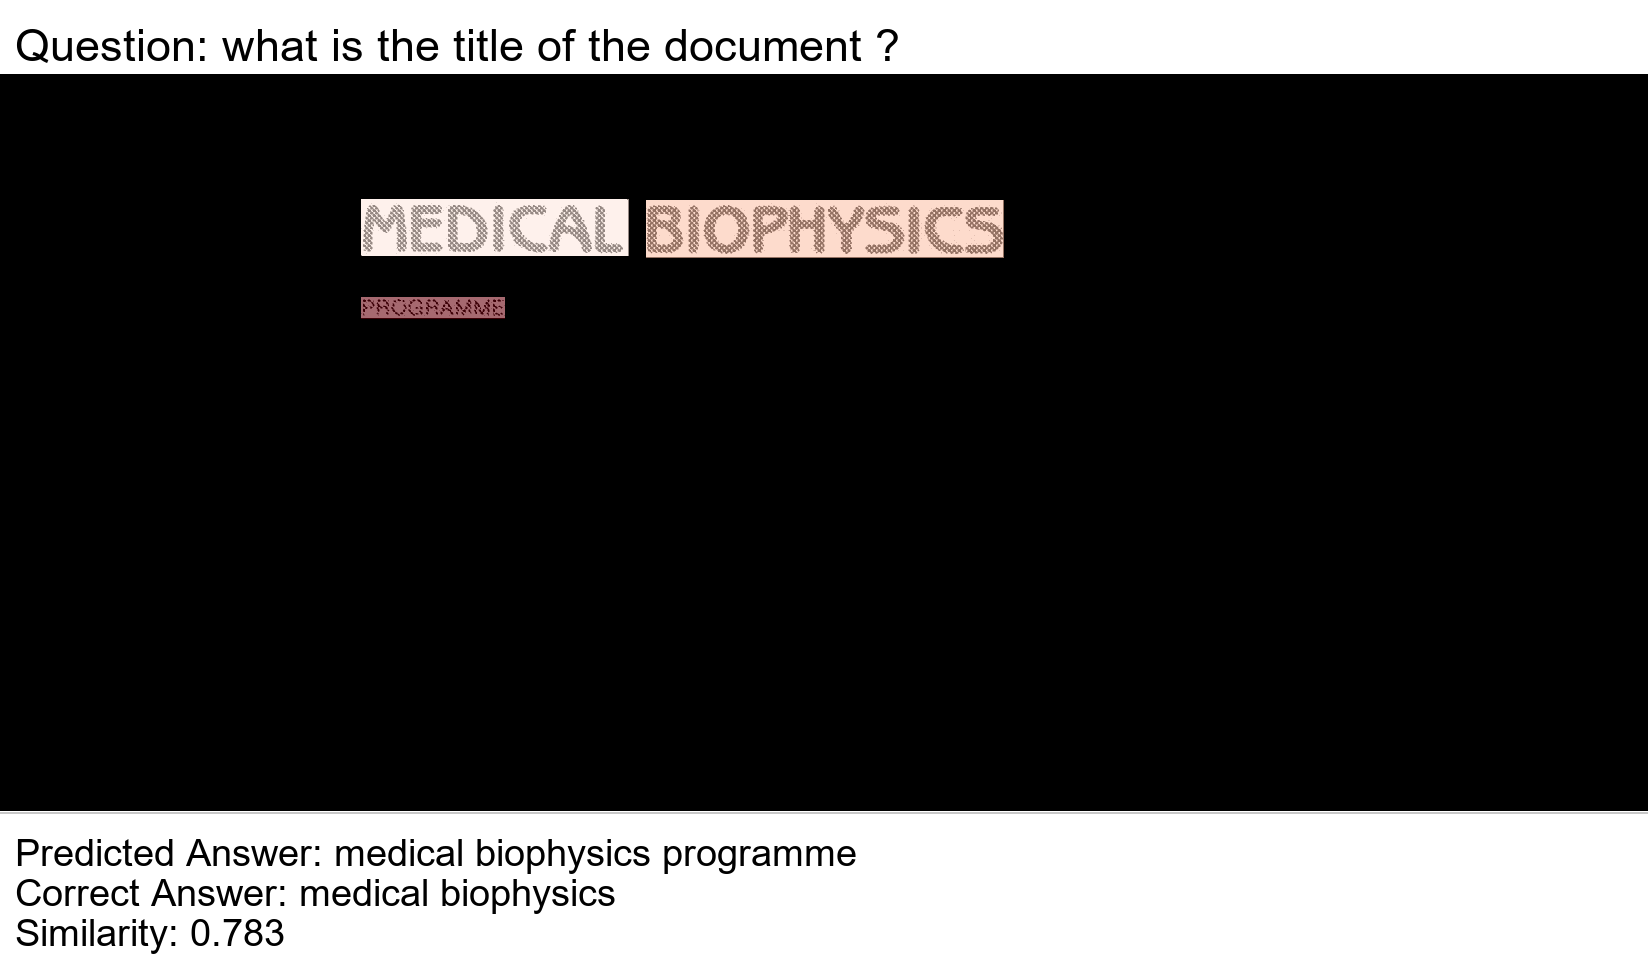 Question: what is the title of the document ?
MEDICAL BIOPHYSICS
PROGRAMME
Predicted Answer: medical biophysics programme
Correct Answer: medical biophysics
Similarity: 0.783